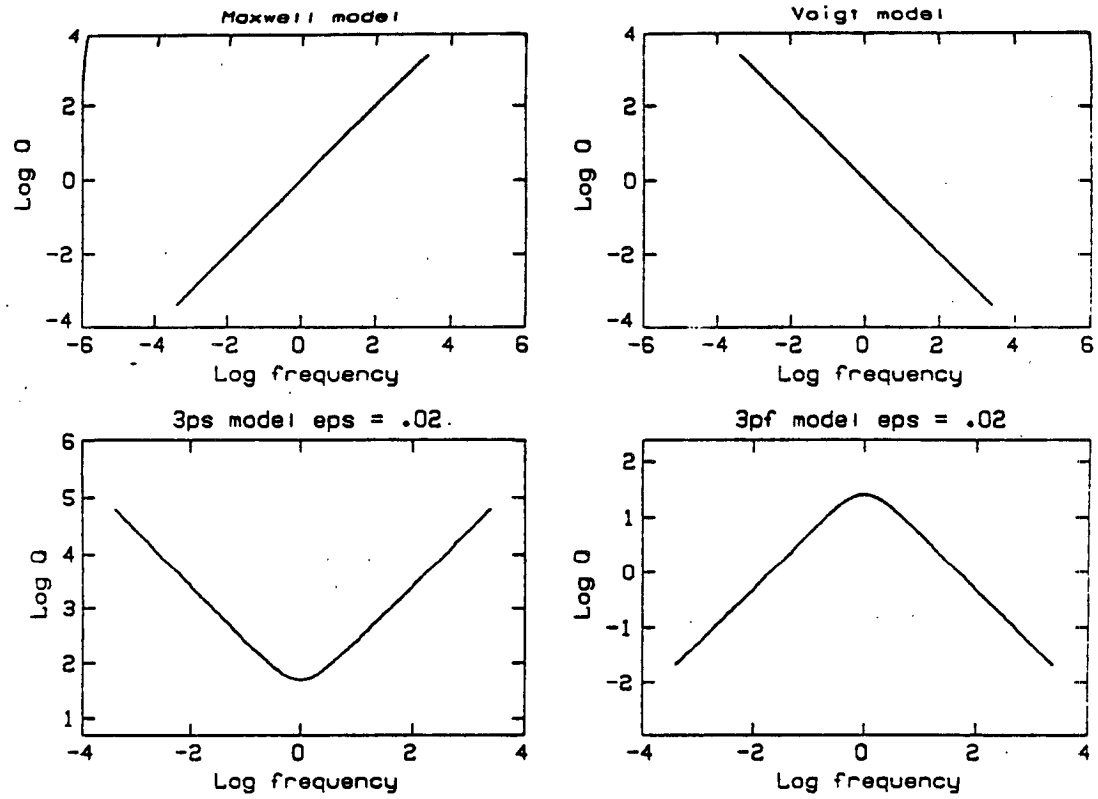 Maxwell model
4
2
0
-2
-4
Log Q
-6 -4 -2 0 2 4 6
Log frequency
Voigt model
4
2
0
-2
-4
Log Q
-6 -4 -2 0 2 4 6
Log frequency
3ps model eps = .02
6
5
4
3
2
1
Log Q
-4 -2 0 2 4
Log frequency
3pf model eps = .02
2
1
0
-1
-2
Log Q
-4 -2 0 2 4
Log frequency